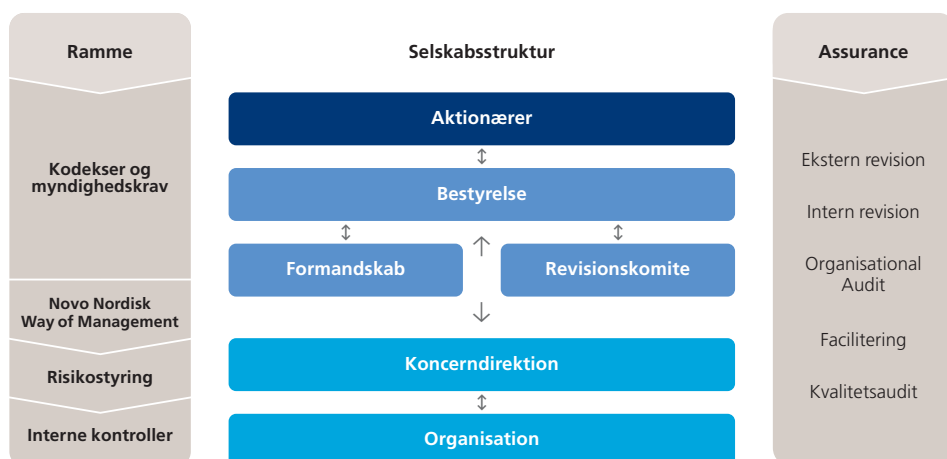 Ramme
Kodekser og
myndighedskrav
Novo Nordisk
Way of Management
Risikostyring
Interne kontroller
Selskabsstruktur
Aktionærer
Bestyrelse
Formandskab
Revisionskomite
Koncerndirektion
Organisation
Assurance
Ekstern revision
Intern revision
Organisational
Audit
Facilitering
Kvalitetsaudit